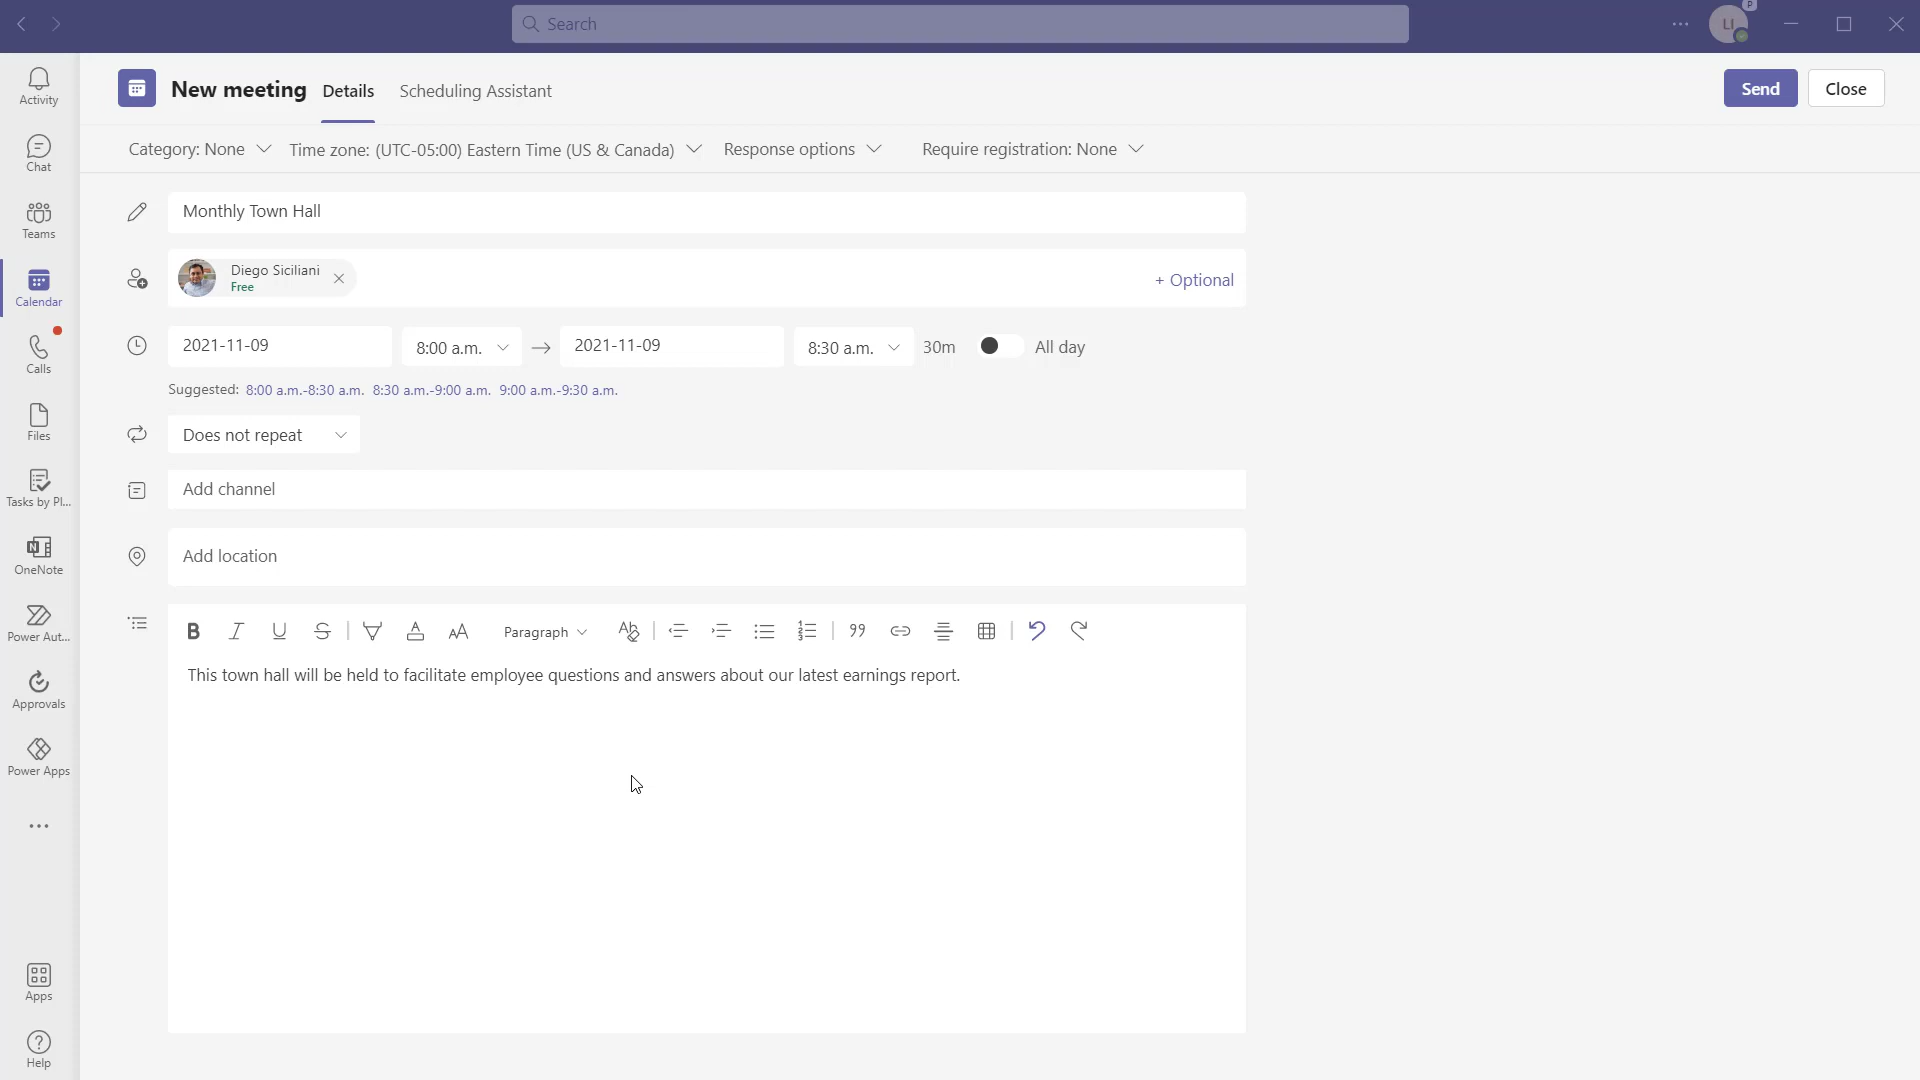 Search
LI
P
Activity
Chat
Teams
Calendar
Calls
Files
Tasks by Pl...
OneNote
Power Aut...
Approvals
Power Apps
Apps
Help
New meeting Details Scheduling Assistant
Send Close
Category: None Time zone: (UTC-05:00) Eastern Time (US & Canada) Response options Require registration: None
Monthly Town Hall
Diego Siciliani
Free
+ Optional
2021-11-09 8:00 a.m. 2021-11-09 8:30 a.m. 30m All day
Suggested: 8:00 a.m.-8:30 a.m. 8:30 a.m.-9:00 a.m. 9:00 a.m.-9:30 a.m.
Does not repeat
Add channel
Add location
Paragraph
This town hall will be held to facilitate employee questions and answers about our latest earnings report.